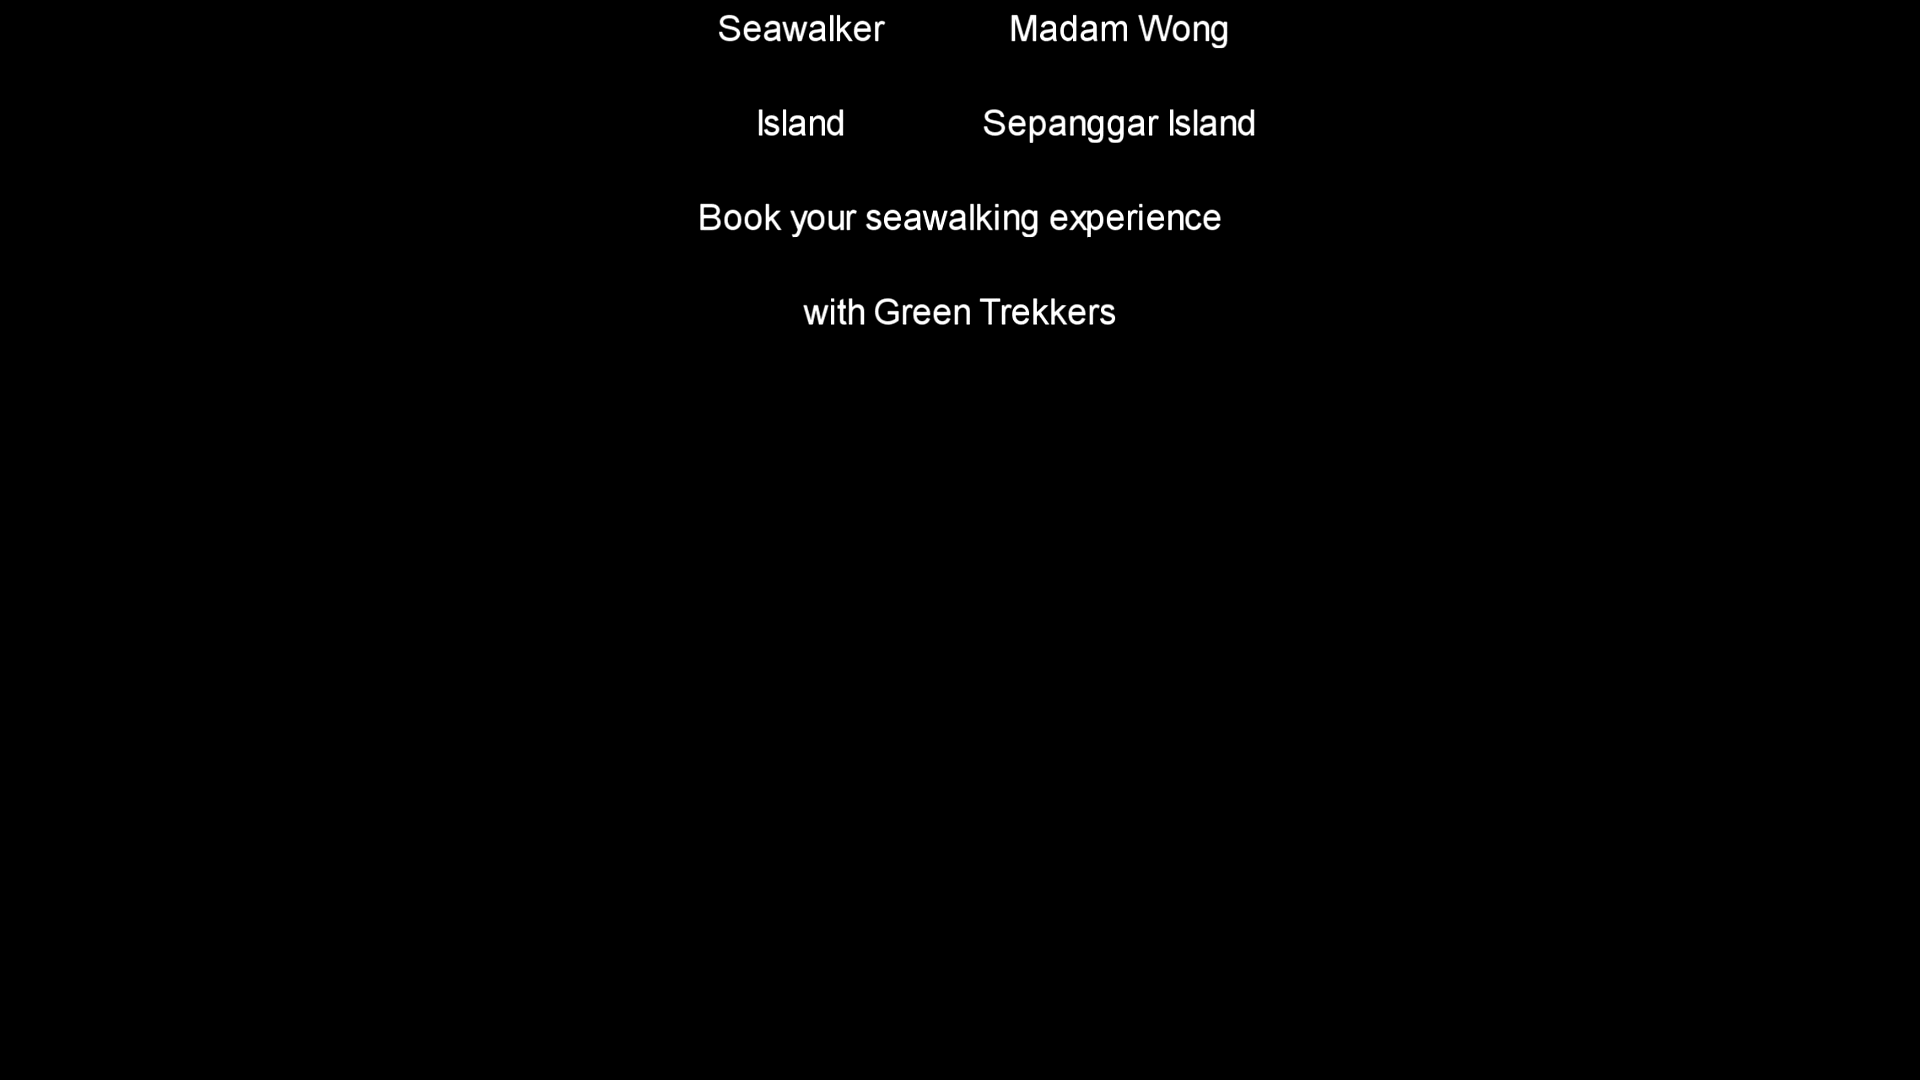 Seawalker Madam Wong
Island Sepanggar Island
Book your seawalking experience
with Green Trekkers